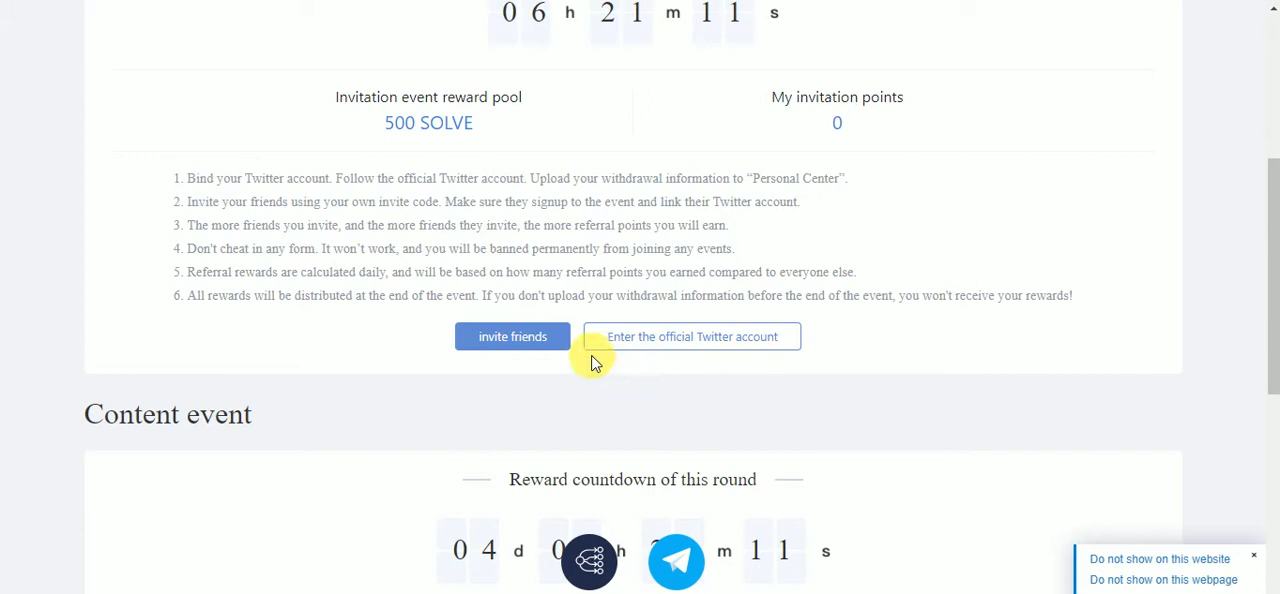 06 h 21 m 11 s
Invitation event reward pool
My invitation points
500 SOLVE
0
1. Bind your Twitter account. Follow the official Twitter account. Upload your withdrawal information to “Personal Center”.
2. Invite your friends using your own invite code. Make sure they signup to the event and link their Twitter account.
3. The more friends you invite, and the more friends they invite, the more referral points you will earn.
4. Don't cheat in any form. It won’t work, and you will be banned permanently from joining any events.
5. Referral rewards are calculated daily, and will be based on how many referral points you earned compared to everyone else.
6. All rewards will be distributed at the end of the event. If you don't upload your withdrawal information before the end of the event, you won't receive your rewards!
invite friends
Enter the official Twitter account
Content event
Reward countdown of this round
04 d 0 h m 11 s
Do not show on this website
Do not show on this webpage